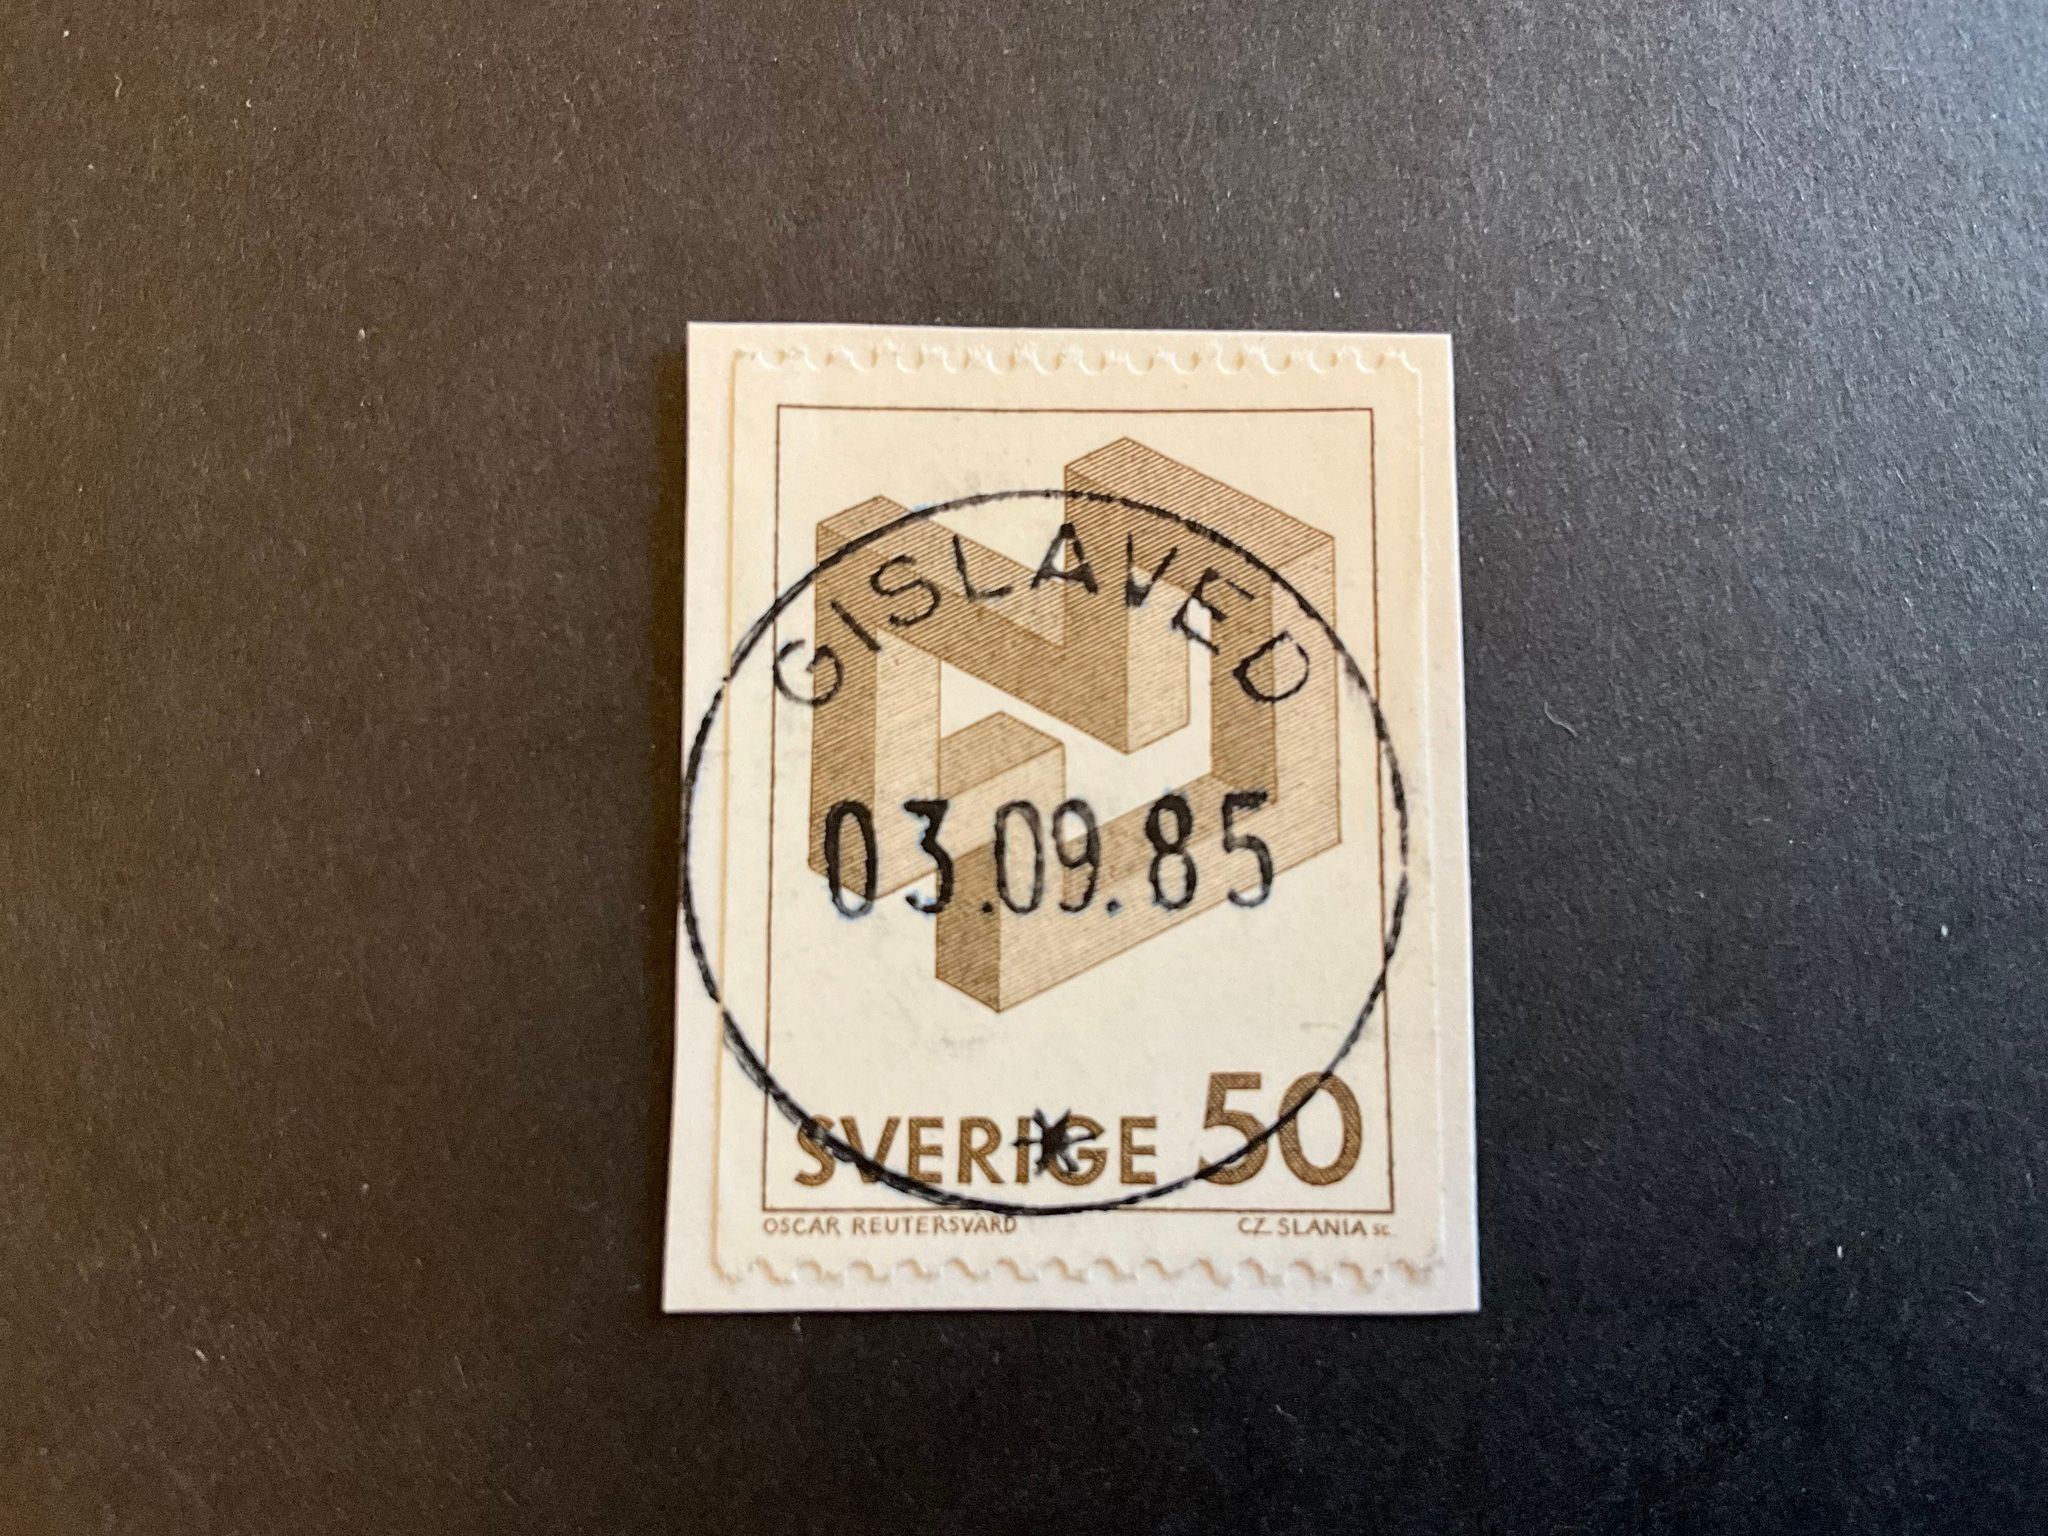 GISLAVED
03.09.85
SVERIGE 50
OSCAR REUTERSVÄRD
CZ. SLANIA SC.